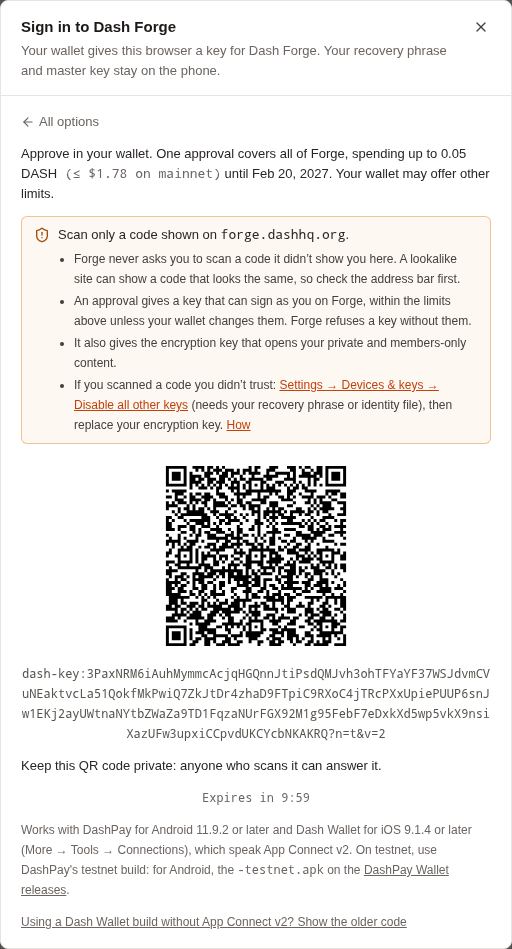 Sign in to Dash Forge
Your wallet gives this browser a key for Dash Forge. Your recovery phrase
and master key stay on the phone.
← All options
Approve in your wallet. One approval covers all of Forge, spending up to 0.05
DASH (≤ $1.78 on mainnet) until Feb 20, 2027. Your wallet may offer other
limits.
Scan only a code shown on forge.dashhq.org.
• Forge never asks you to scan a code it didn’t show you here. A lookalike
site can show a code that looks the same, so check the address bar first.
• An approval gives a key that can sign as you on Forge, within the limits
above unless your wallet changes them. Forge refuses a key without them.
• It also gives the encryption key that opens your private and members-only
content.
• If you scanned a code you didn’t trust: Settings → Devices & keys →
Disable all other keys (needs your recovery phrase or identity file), then
replace your encryption key. How
dash-key:3PaxNRM6iAuhMymmcAcjqHGQnnJtiPsdQMJvh3ohTFYaYF37WSJdvmCV
uNEaktvcLa51QokfMkPwiQ7ZkJtDr4zhaD9FTpiC9RXoC4jTRcPXxUpiePUUP6snJ
w1EKj2ayUWtnaNYtbZWaZa9TD1FqzaNUrFGX92M1g95FebF7eDxkXd5wp5vkX9nsi
XazUFw3upxiCCpvdUKCYcbNKAKRQ?n=t&v=2
Keep this QR code private: anyone who scans it can answer it.
Expires in 9:59
Works with DashPay for Android 11.9.2 or later and Dash Wallet for iOS 9.1.4 or later
(More → Tools → Connections), which speak App Connect v2. On testnet, use
DashPay's testnet build: for Android, the -testnet.apk on the DashPay Wallet
releases.
Using a Dash Wallet build without App Connect v2? Show the older code